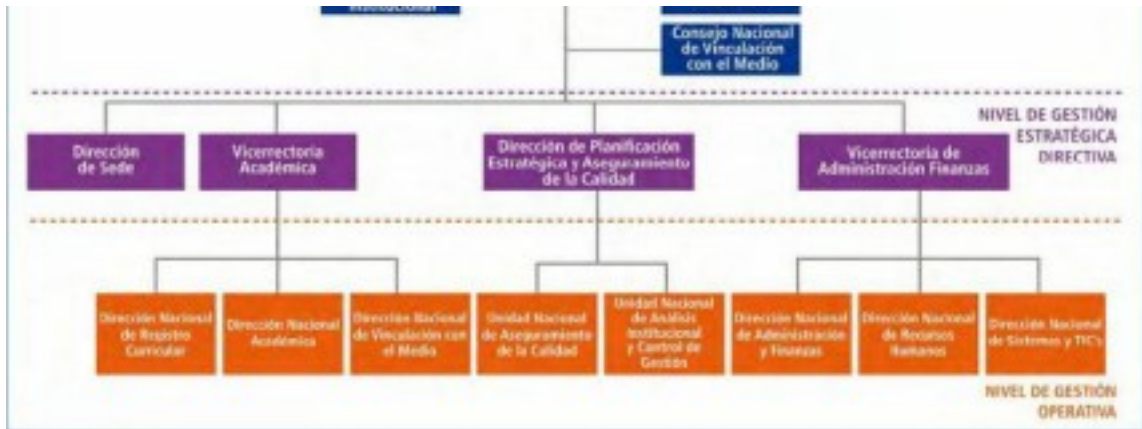 Institucional
Consejo Nacional
de Vinculación
con el Medio
NIVEL DE GESTIÓN
ESTRATÉGICA
DIRECTIVA
Dirección
de Sede
Vicerrectoria
Académica
Dirección de Planificación
Estratégica y Aseguramiento
de la Calidad
Vicerrectoria de
Administración Finanzas
Dirección Nacional
de Registro
Curricular
Dirección Nacional
Académica
Dirección Nacional
de Vinculación con
el Medio
Unidad Nacional
de Aseguramiento
de la Calidad
Unidad Nacional
de Análisis
Institucional
y Control de
Gestión
Dirección Nacional
de Administración
y Finanzas
Dirección Nacional
de Recursos
Humanos
Dirección Nacional
de Sistemas y TIC's
NIVEL DE GESTIÓN
OPERATIVA